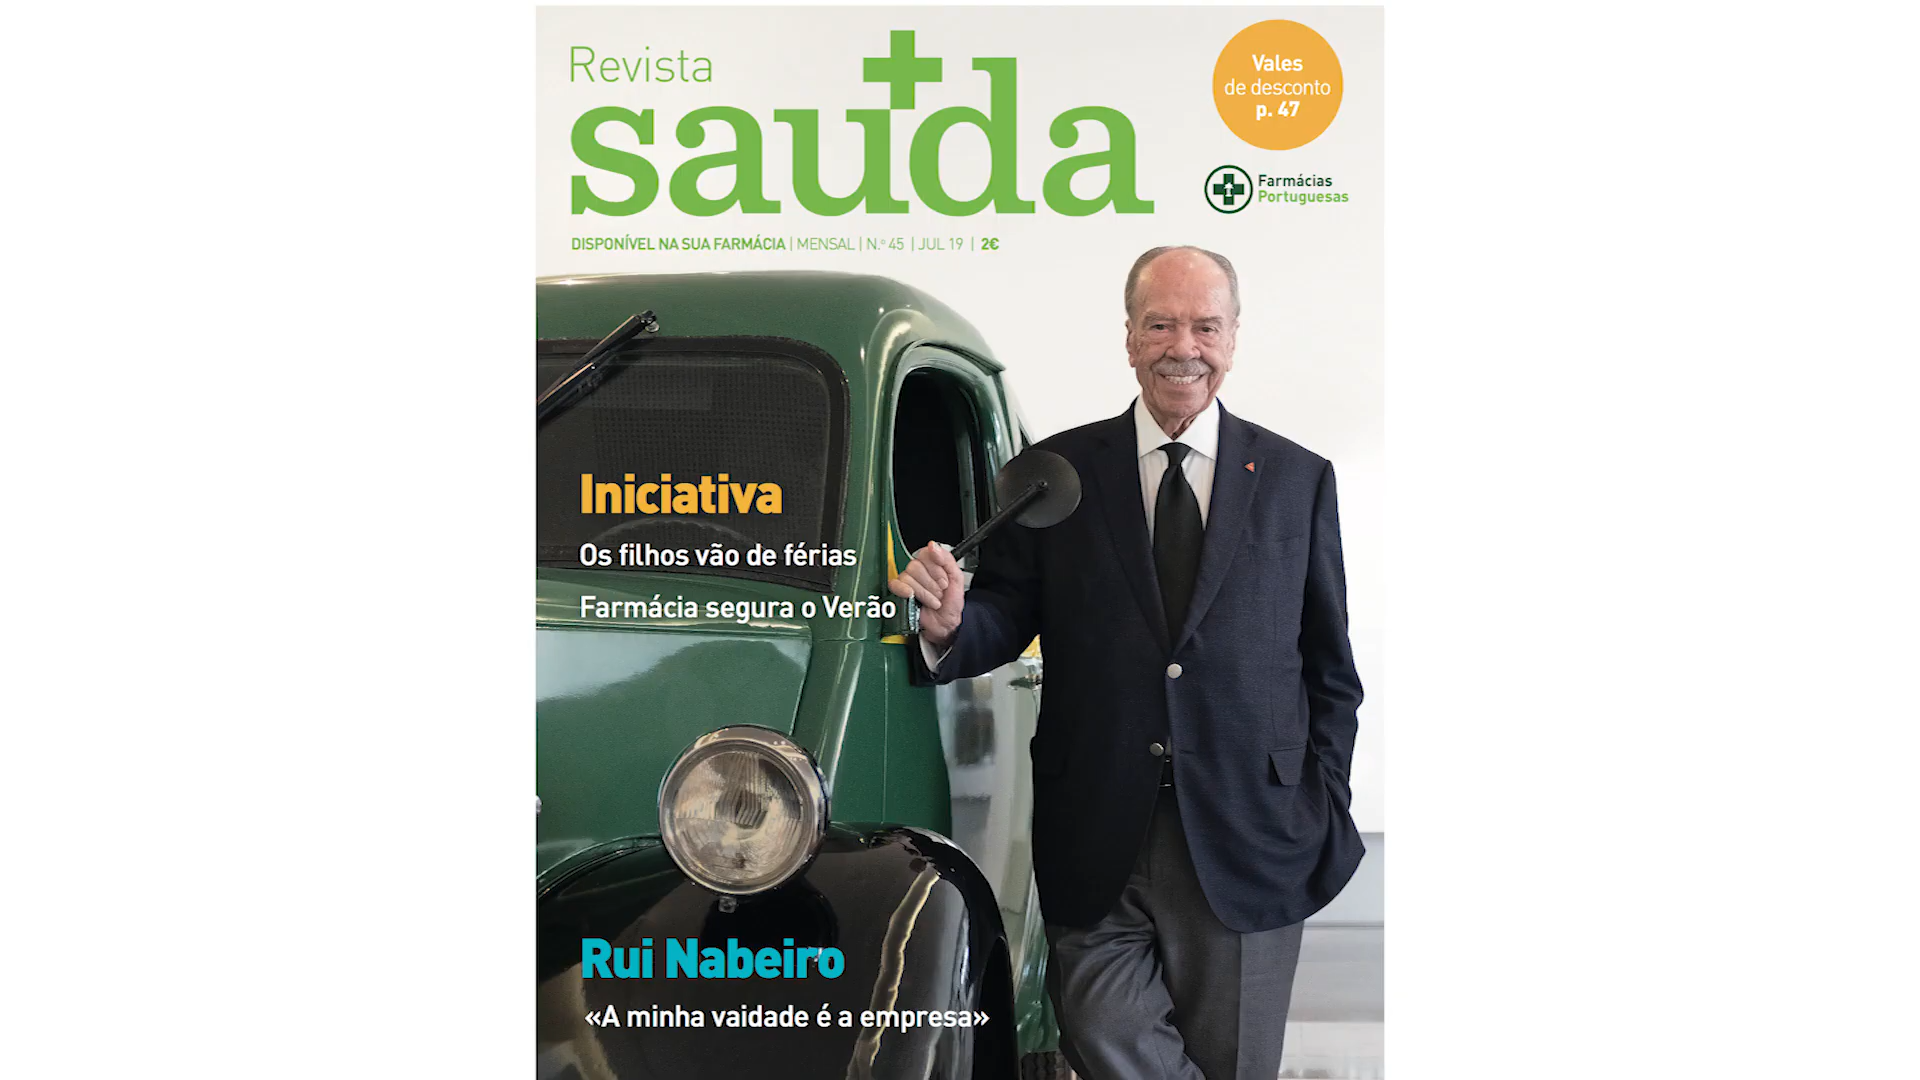 Revista
sauda
Vales
de desconto
p. 47
Farmácias
Portuguesas
DISPONÍVEL NA SUA FARMÁCIA | MENSAL | N.º 45 | JUL 19 | 2€
Iniciativa
Os filhos vão de férias
Farmácia segura o Verão
Rui Nabeiro
«A minha vaidade é a empresa»